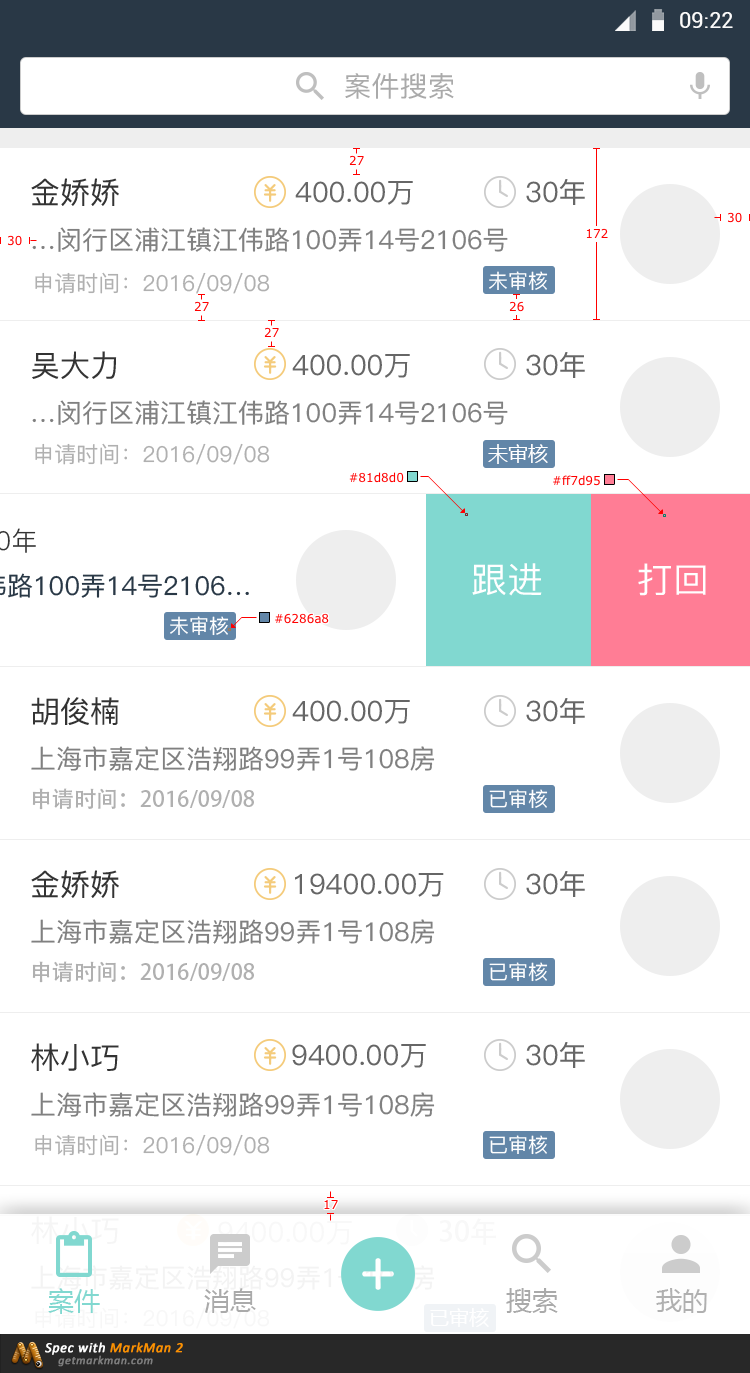 09:22
案件搜索
27
金娇娇 400.00万 30年
172
30
30
...闵行区浦江镇江伟路100弄14号2106号
申请时间：2016/09/08 未审核
27
26
27
吴大力 400.00万 30年
...闵行区浦江镇江伟路100弄14号2106号
申请时间：2016/09/08 未审核
#81d8d0
#ff7d95
0年
路100弄14号2106...
跟进 打回
未审核
#6286a8
胡俊楠 400.00万 30年
上海市嘉定区浩翔路99弄1号108房
申请时间：2016/09/08 已审核
金娇娇 19400.00万 30年
上海市嘉定区浩翔路99弄1号108房
申请时间：2016/09/08 已审核
林小巧 9400.00万 30年
上海市嘉定区浩翔路99弄1号108房
申请时间：2016/09/08 已审核
17
林小巧 9400.00万 30年
上海市嘉定区浩翔路99弄1号108房
申请时间：2016/09/08 已审核
案件 消息 搜索 我的
Spec with MarkMan 2
getmarkman.com